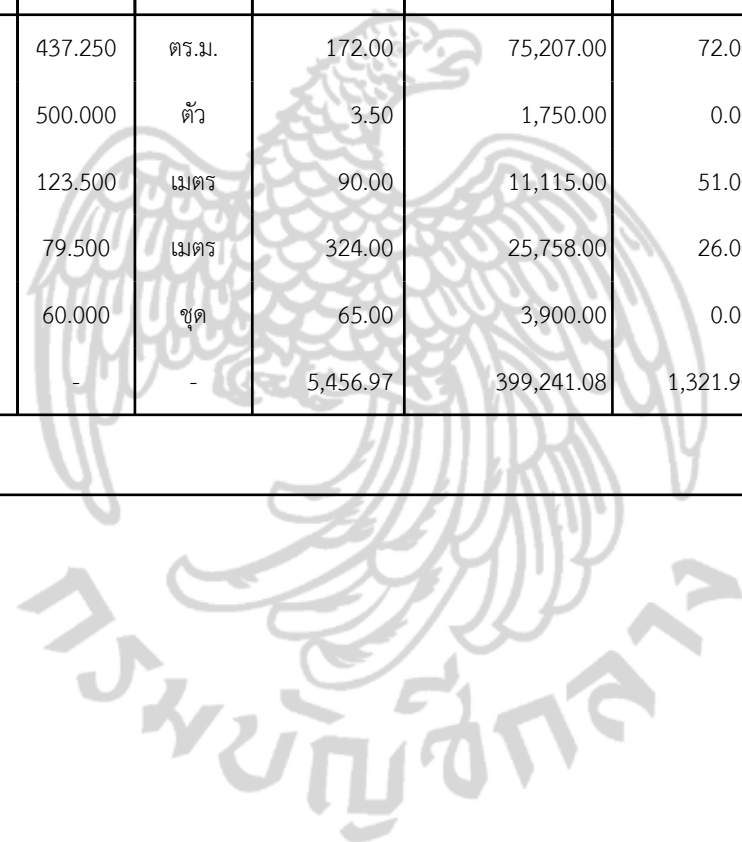 437.250 ตร.ม. 172.00 75,207.00 72.0
500.000 ตัว 3.50 1,750.00 0.0
123.500 เมตร 90.00 11,115.00 51.0
79.500 เมตร 324.00 25,758.00 26.0
60.000 ชุด 65.00 3,900.00 0.0
- - 5,456.97 399,241.08 1,321.9
กรมบัญชีกลาง